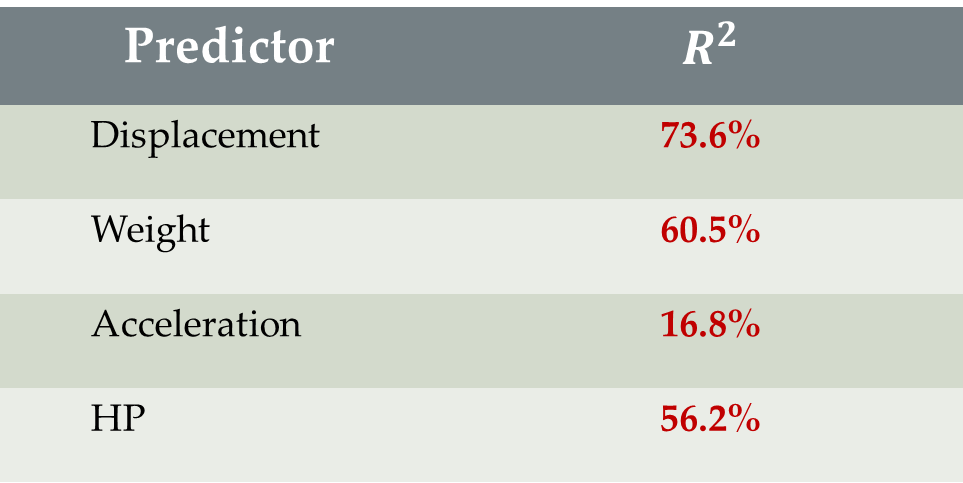 Predictor R²
Displacement 73.6%
Weight 60.5%
Acceleration 16.8%
HP 56.2%